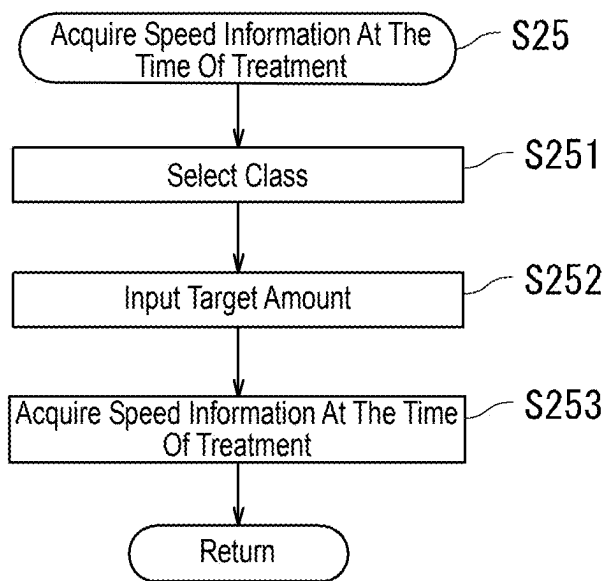 Acquire Speed Information At The
Time Of Treatment
S25
Select Class
S251
Input Target Amount
S252
Acquire Speed Information At The Time
Of Treatment
S253
Return